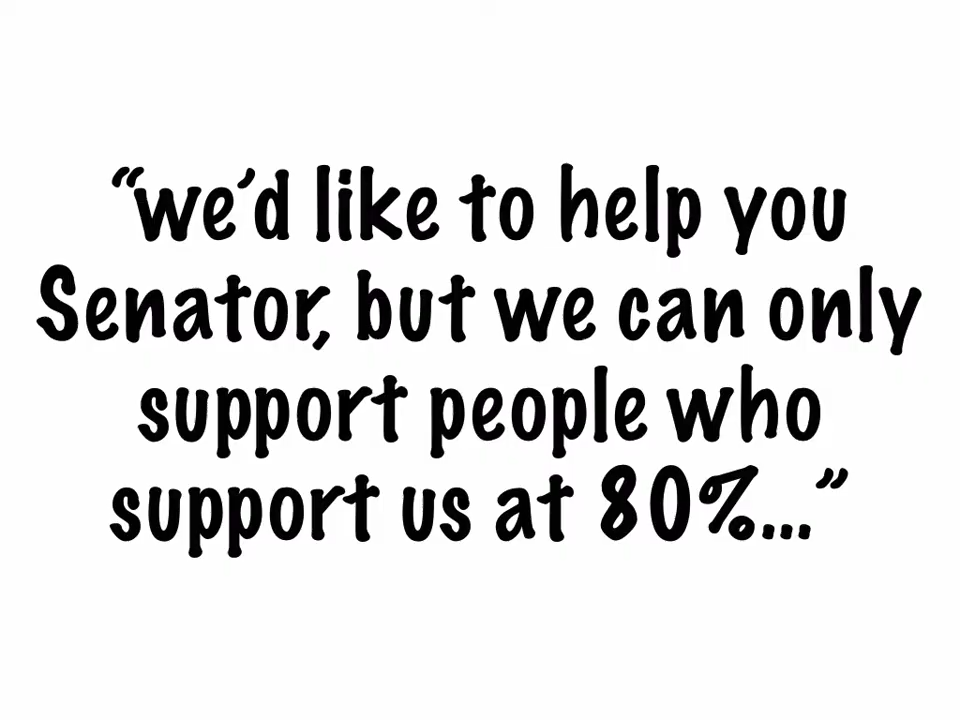 “we’d like to help you
Senator, but we can only
support people who
support us at 80%...”